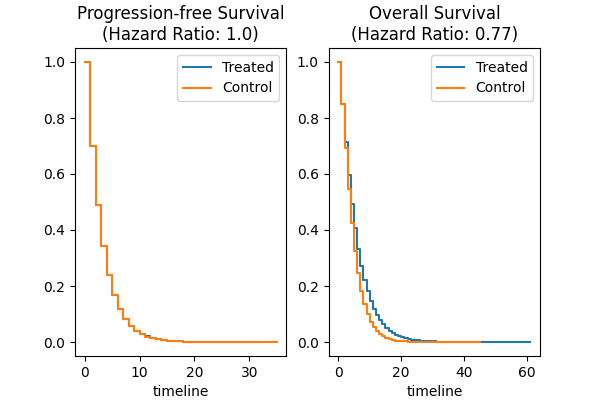 Progression-free Survival
(Hazard Ratio: 1.0)
Overall Survival
(Hazard Ratio: 0.77)
1.0
0.8
0.6
0.4
0.2
0.0
Treated
Control
0
10
20
30
timeline
1.0
0.8
0.6
0.4
0.2
0.0
Treated
Control
0
20
40
60
timeline